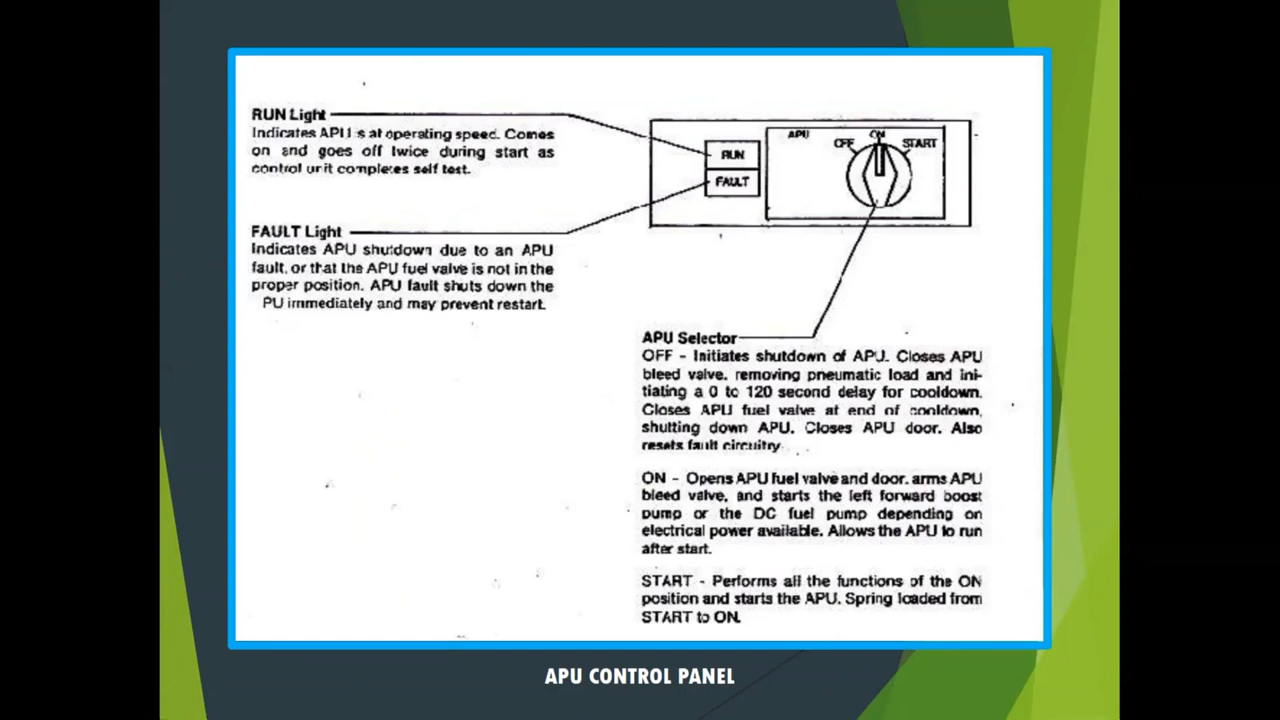 RUN Light
Indicates APU is at operating speed. Comes
on and goes off twice during start as
control unit completes self test.
FAULT Light
Indicates APU shutdown due to an APU
fault, or that the APU fuel valve is not in the
proper position. APU fault shuts down the
PU immediately and may prevent restart.
RUN
FAULT
APU
OFF
ON
START
APU Selector
OFF - Initiates shutdown of APU. Closes APU
bleed valve, removing pneumatic load and ini-
tiating a 0 to 120 second delay for cooldown.
Closes APU fuel valve at end of cooldown,
shutting down APU. Closes APU door. Also
resets fault circuitry.
ON - Opens APU fuel valve and door, arms APU
bleed valve, and starts the left forward boost
pump or the DC fuel pump depending on
electrical power available. Allows the APU to run
after start.
START - Performs all the functions of the ON
position and starts the APU. Spring loaded from
START to ON.
APU CONTROL PANEL